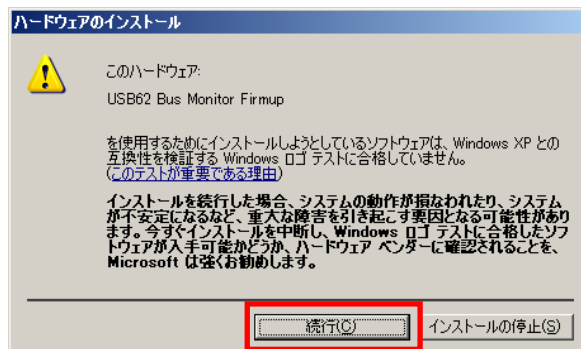 ハードウェアのインストール
このハードウェア:
USB62 Bus Monitor Firmup
を使用するためにインストールしようとしているソフトウェアは、Windows XP との
互換性を検証する Windows ロゴ テストに合格していません。
(このテストが重要である理由)
インストールを続行した場合、システムの動作が損なわれたり、システム
が不安定になるなど、重大な障害を引き起こす要因となる可能性があり
ます。今すぐインストールを中断し、Windows ロゴ テストに合格したソフ
トウェアが入手可能かどうか、ハードウェア ベンダーに確認されることを、
Microsoft は強くお勧めします。
続行(C) インストールの停止(S)